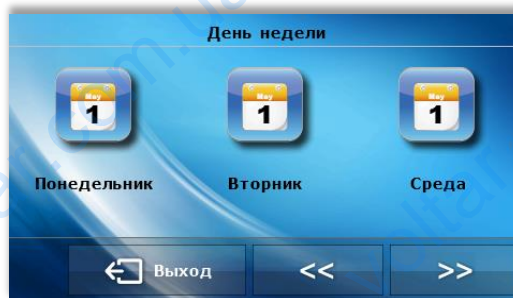 День недели
May May May
1 1 1
Понедельник Вторник Среда
Выход << >>